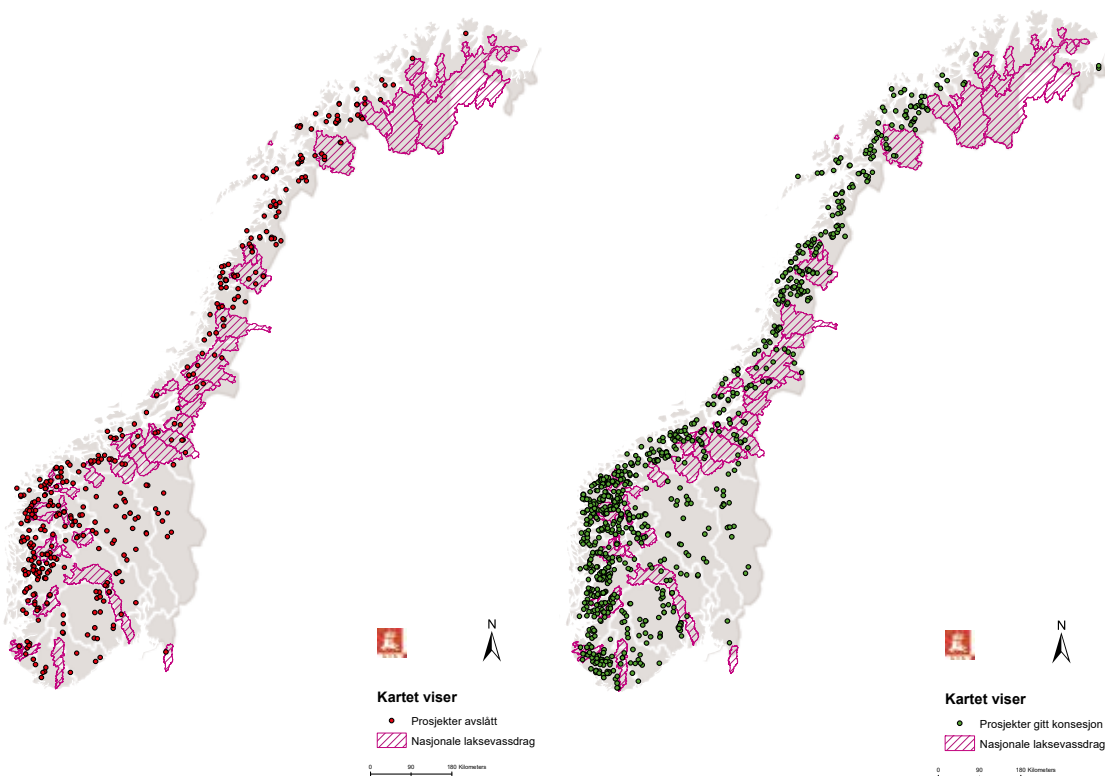 N
Kartet viser
Prosjekter avslått
Nasjonale laksevassdrag
0 90 180 Kilometers
N
Kartet viser
Prosjekter gitt konsesjon
Nasjonale laksevassdrag
0 90 180 Kilometers